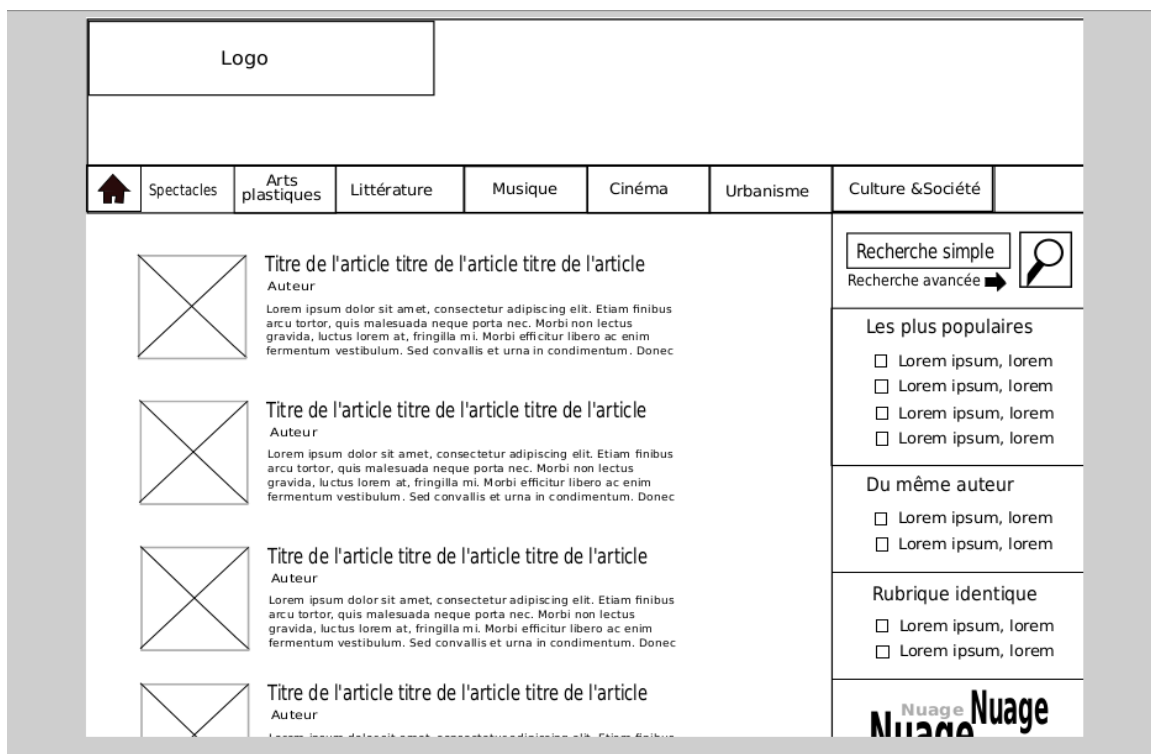 Logo
Spectacles
Arts
plastiques
Littérature
Musique
Cinéma
Urbanisme
Culture &Société
Titre de l'article titre de l'article titre de l'article
Auteur
Lorem ipsum dolor sit amet, consectetur adipiscing elit. Etiam finibus
arcu tortor, quis malesuada neque porta nec. Morbi non lectus
gravida, luctus lorem at, fringilla mi. Morbi efficitur libero ac enim
fermentum vestibulum. Sed convallis et urna in condimentum. Donec
Titre de l'article titre de l'article titre de l'article
Auteur
Lorem ipsum dolor sit amet, consectetur adipiscing elit. Etiam finibus
arcu tortor, quis malesuada neque porta nec. Morbi non lectus
gravida, luctus lorem at, fringilla mi. Morbi efficitur libero ac enim
fermentum vestibulum. Sed convallis et urna in condimentum. Donec
Titre de l'article titre de l'article titre de l'article
Auteur
Lorem ipsum dolor sit amet, consectetur adipiscing elit. Etiam finibus
arcu tortor, quis malesuada neque porta nec. Morbi non lectus
gravida, luctus lorem at, fringilla mi. Morbi efficitur libero ac enim
fermentum vestibulum. Sed convallis et urna in condimentum. Donec
Titre de l'article titre de l'article titre de l'article
Auteur
Recherche simple
Recherche avancée
Les plus populaires
Lorem ipsum, lorem
Lorem ipsum, lorem
Lorem ipsum, lorem
Lorem ipsum, lorem
Du même auteur
Lorem ipsum, lorem
Lorem ipsum, lorem
Rubrique identique
Lorem ipsum, lorem
Lorem ipsum, lorem
Nuage
Nuage
Nuage